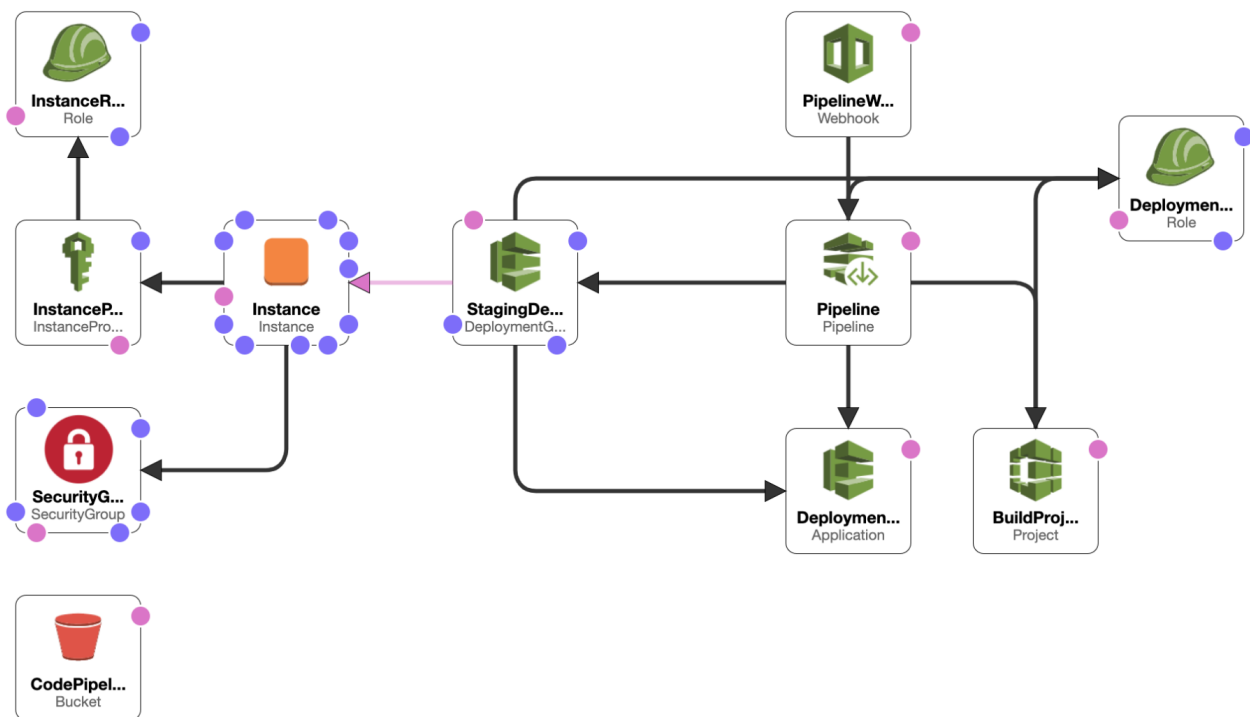 InstanceR...
Role
PipelineW...
Webhook
Deploymen...
Role
InstanceP...
InstancePro...
Instance
Instance
StagingDe...
DeploymentG...
Pipeline
Pipeline
SecurityG...
SecurityGroup
Deploymen...
Application
BuildProj...
Project
CodePipel...
Bucket